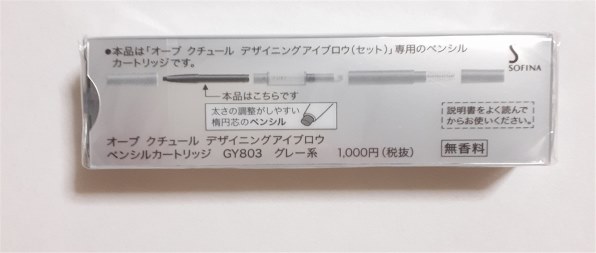 ●本品は「オーブ クチュール デザイニングアイブロウ(セット)」専用のペンシル
カートリッジです。
SOFINA
本品はこちらです
太さの調整がしやすい
楕円芯のペンシル
説明書をよく読んで
からお使いください。
オーブ クチュール デザイニングアイブロウ
ペンシルカートリッジ GY803 グレー系 1,000円(税抜)
無香料